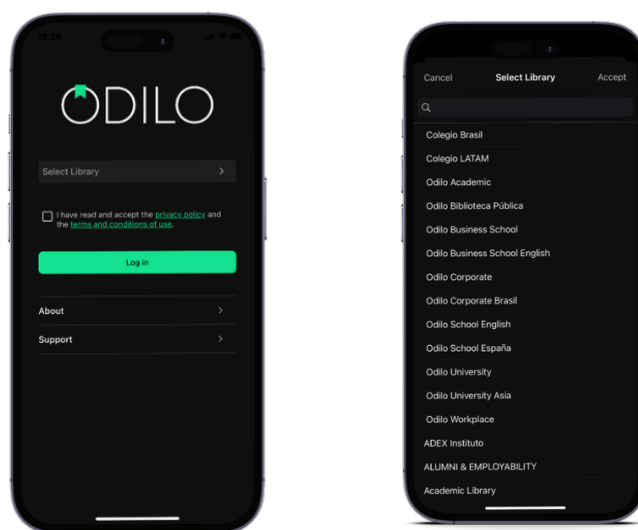 12:26
ODILO
Select Library
I have read and accept the privacy policy and
the terms and conditions of use.
Log in
About
Support
Cancel
Select Library
Accept
Colegio Brasil
Colegio LATAM
Odilo Academic
Odilo Biblioteca Pública
Odilo Business School
Odilo Business School English
Odilo Corporate
Odilo Corporate Brasil
Odilo School English
Odilo School España
Odilo University
Odilo University Asia
Odilo Workplace
ADEX Instituto
ALUMNI & EMPLOYABILITY
Academic Library